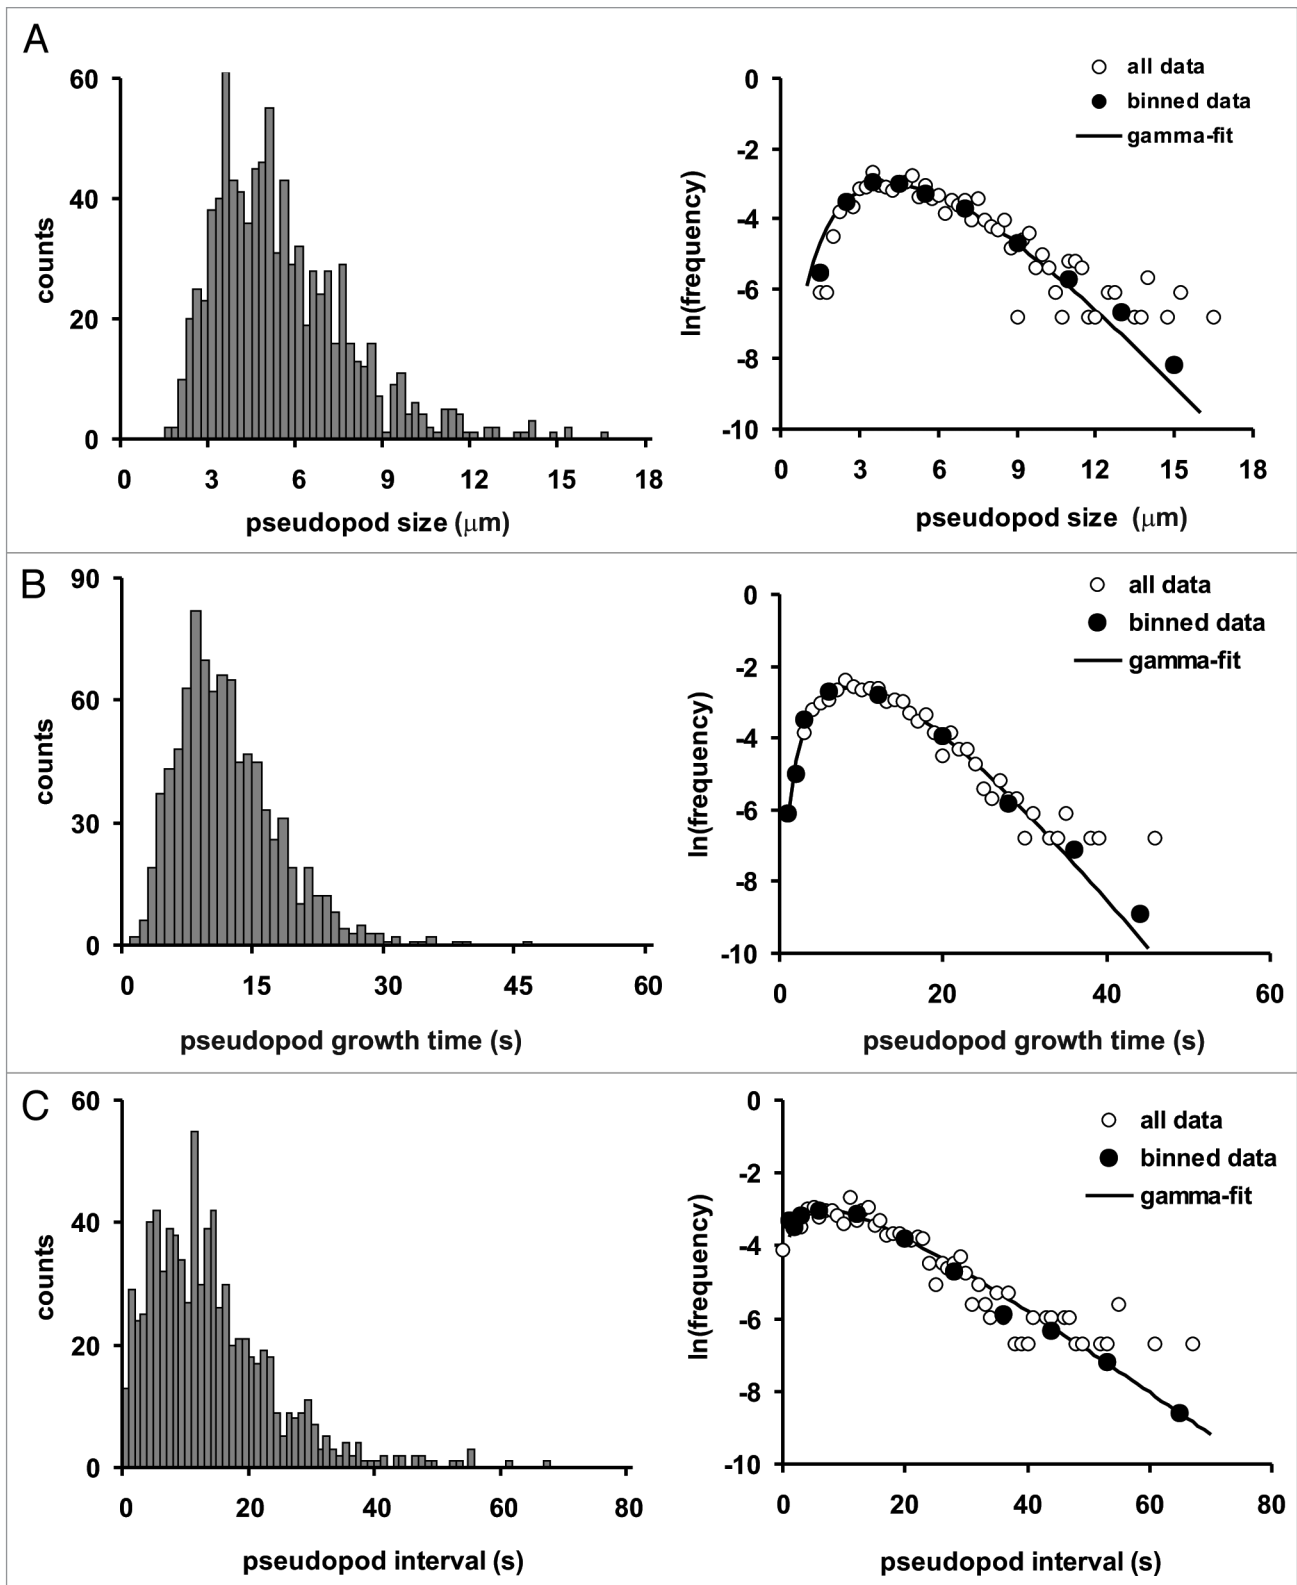 A
60
40
20
0
counts
0 3 6 9 12 15 18
pseudopod size (μm)
all data
binned data
gamma-fit
0
-2
-4
-6
-8
-10
ln(frequency)
3 6 9 12 15 18
pseudopod size (μm)
B
90
60
30
0
counts
0 15 30 45 60
pseudopod growth time (s)
all data
binned data
gamma-fit
0
-2
-4
-6
-8
-10
ln(frequency)
0 20 40 60
pseudopod growth time (s)
C
60
40
20
0
counts
0 20 40 60 80
pseudopod interval (s)
all data
binned data
gamma-fit
0
-2
-4
-6
-8
-10
ln(frequency)
0 20 40 60 80
pseudopod interval (s)